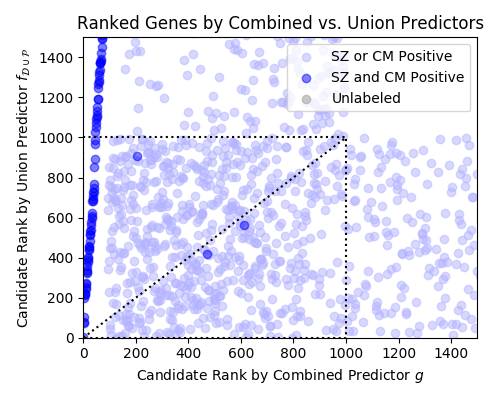 Ranked Genes by Combined vs. Union Predictors
Candidate Rank by Union Predictor f_{𝒟∪𝒫}
1400
1200
1000
800
600
400
200
0
SZ or CM Positive
SZ and CM Positive
Unlabeled
0 200 400 600 800 1000 1200 1400
Candidate Rank by Combined Predictor g